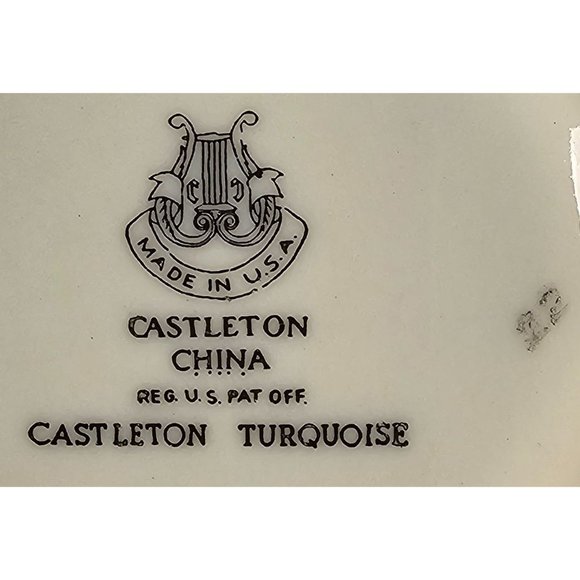 MADE IN U.S.A.
CASTLETON
CHINA
REG. U.S. PAT OFF.
CASTLETON TURQUOISE